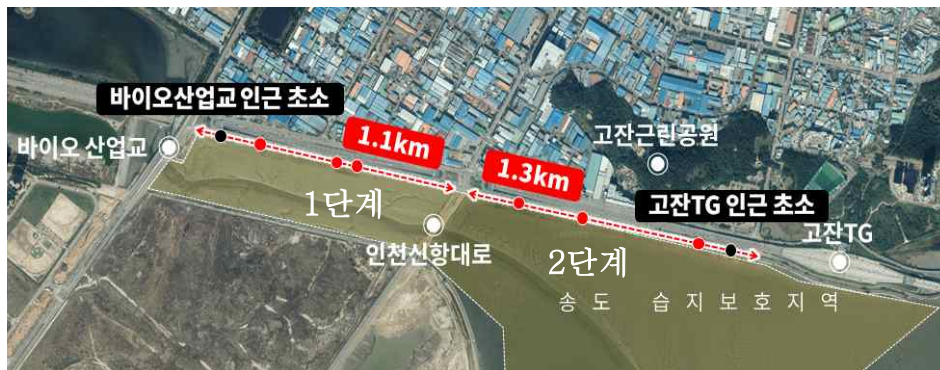 바이오산업교 인근 초소
바이오 산업교
1.1km
고잔근린공원
1.3km
1단계
고잔TG 인근 초소
인천신항대로
고잔TG
2단계
송도 습지보호지역